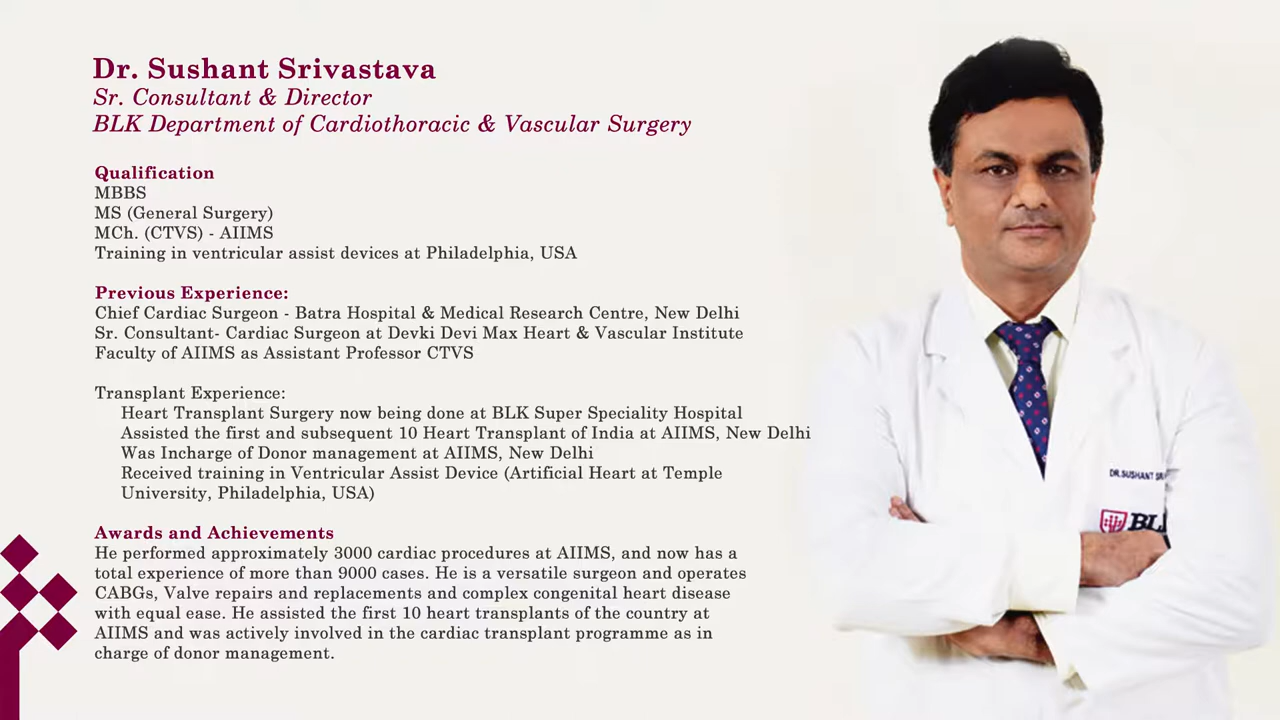 Dr. Sushant Srivastava
Sr. Consultant & Director
BLK Department of Cardiothoracic & Vascular Surgery
Qualification
MBBS
MS (General Surgery)
MCh. (CTVS) - AIIMS
Training in ventricular assist devices at Philadelphia, USA
Previous Experience:
Chief Cardiac Surgeon - Batra Hospital & Medical Research Centre, New Delhi
Sr. Consultant- Cardiac Surgeon at Devki Devi Max Heart & Vascular Institute
Faculty of AIIMS as Assistant Professor CTVS
Transplant Experience:
Heart Transplant Surgery now being done at BLK Super Speciality Hospital
Assisted the first and subsequent 10 Heart Transplant of India at AIIMS, New Delhi
Was Incharge of Donor management at AIIMS, New Delhi
Received training in Ventricular Assist Device (Artificial Heart at Temple
University, Philadelphia, USA)
Awards and Achievements
He performed approximately 3000 cardiac procedures at AIIMS, and now has a
total experience of more than 9000 cases. He is a versatile surgeon and operates
CABGs, Valve repairs and replacements and complex congenital heart disease
with equal ease. He assisted the first 10 heart transplants of the country at
AIIMS and was actively involved in the cardiac transplant programme as in
charge of donor management.
DR.SUSHANT